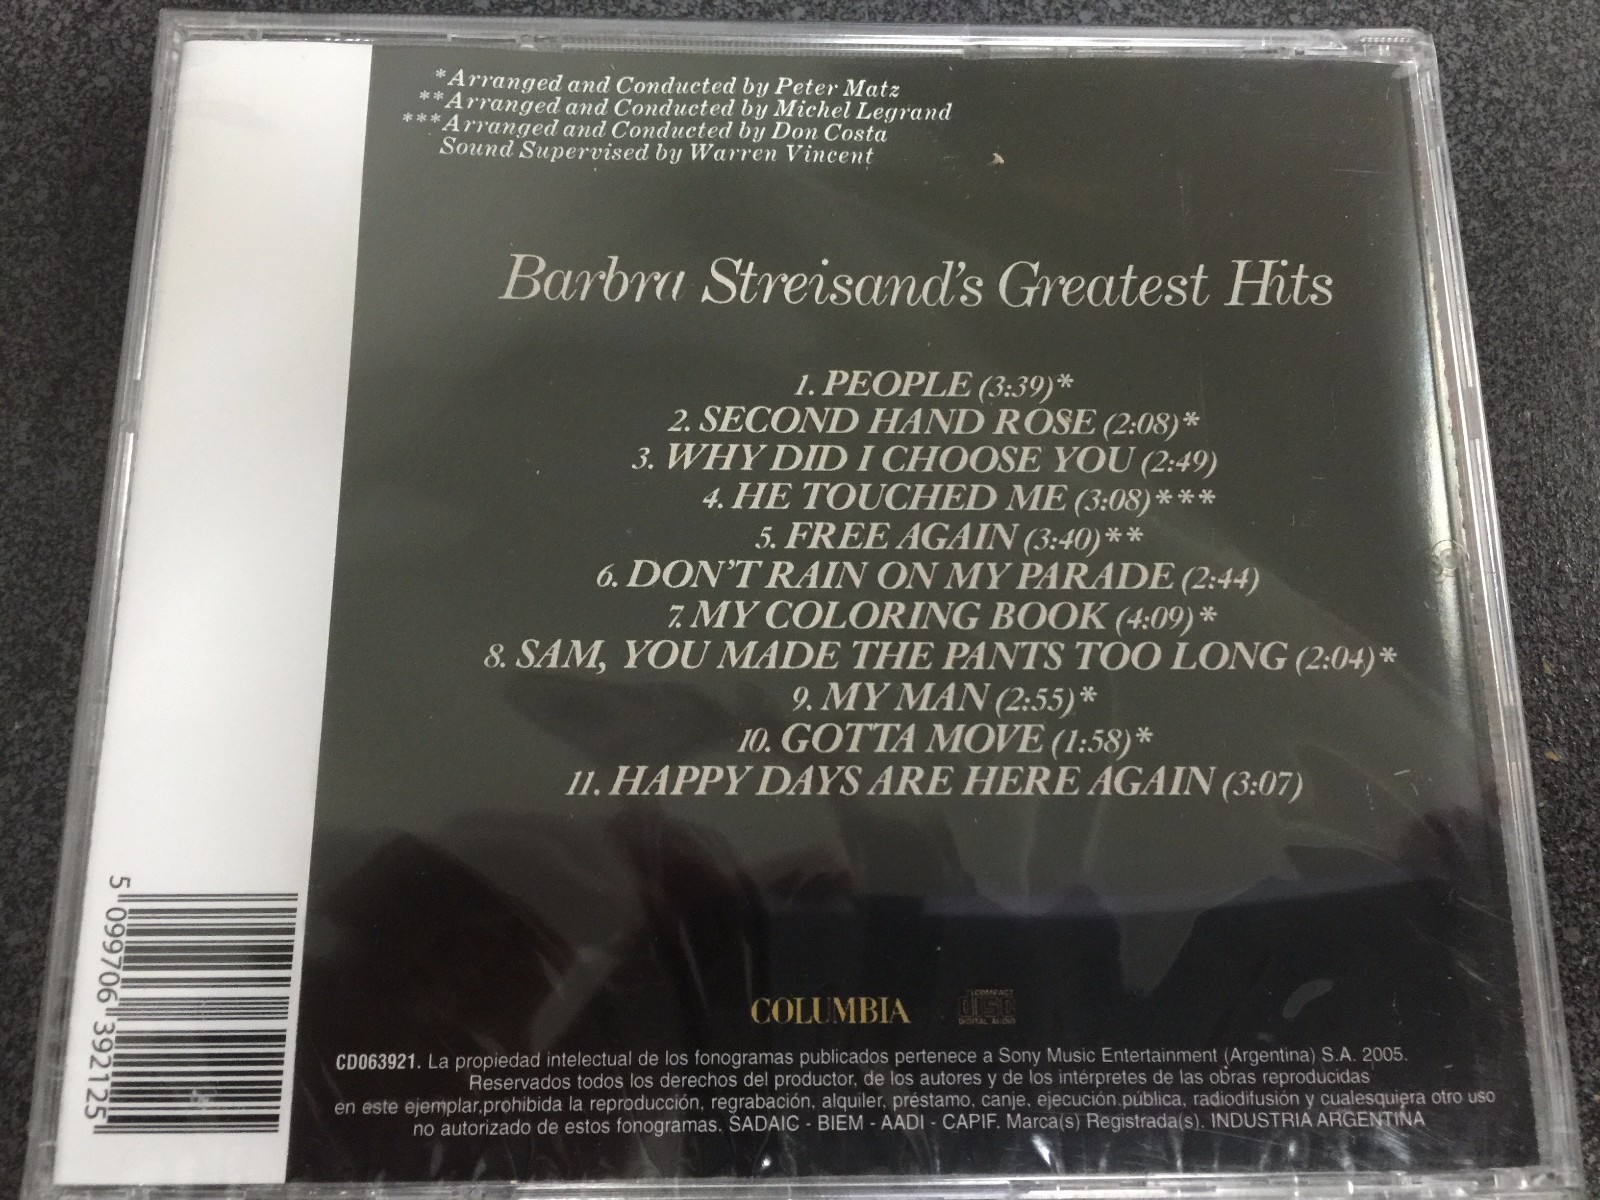 *Arranged and Conducted by Peter Matz
**Arranged and Conducted by Michel Legrand
***Arranged and Conducted by Don Costa
Sound Supervised by Warren Vincent
Barbra Streisand's Greatest Hits
1. PEOPLE (3:39)*
2. SECOND HAND ROSE (2:08)*
3. WHY DID I CHOOSE YOU (2:49)
4. HE TOUCHED ME (3:08)***
5. FREE AGAIN (3:40)**
6. DON'T RAIN ON MY PARADE (2:44)
7. MY COLORING BOOK (4:09)*
8. SAM, YOU MADE THE PANTS TOO LONG (2:04)*
9. MY MAN (2:55)*
10. GOTTA MOVE (1:58)*
11. HAPPY DAYS ARE HERE AGAIN (3:07)
5 099706 392125
COLUMBIA
COMPACT
disc
DIGITAL AUDIO
CD063921. La propiedad intelectual de los fonogramas publicados pertenece a Sony Music Entertainment (Argentina) S.A. 2005.
Reservados todos los derechos del productor, de los autores y de los intérpretes de las obras reproducidas
en este ejemplar,prohibida la reproducción, regrabación, alquiler, préstamo, canje, ejecución pública, radiodifusión y cualesquiera otro uso
no autorizado de estos fonogramas. SADAIC - BIEM - AADI - CAPIF. Marca(s) Registrada(s). INDUSTRIA ARGENTINA